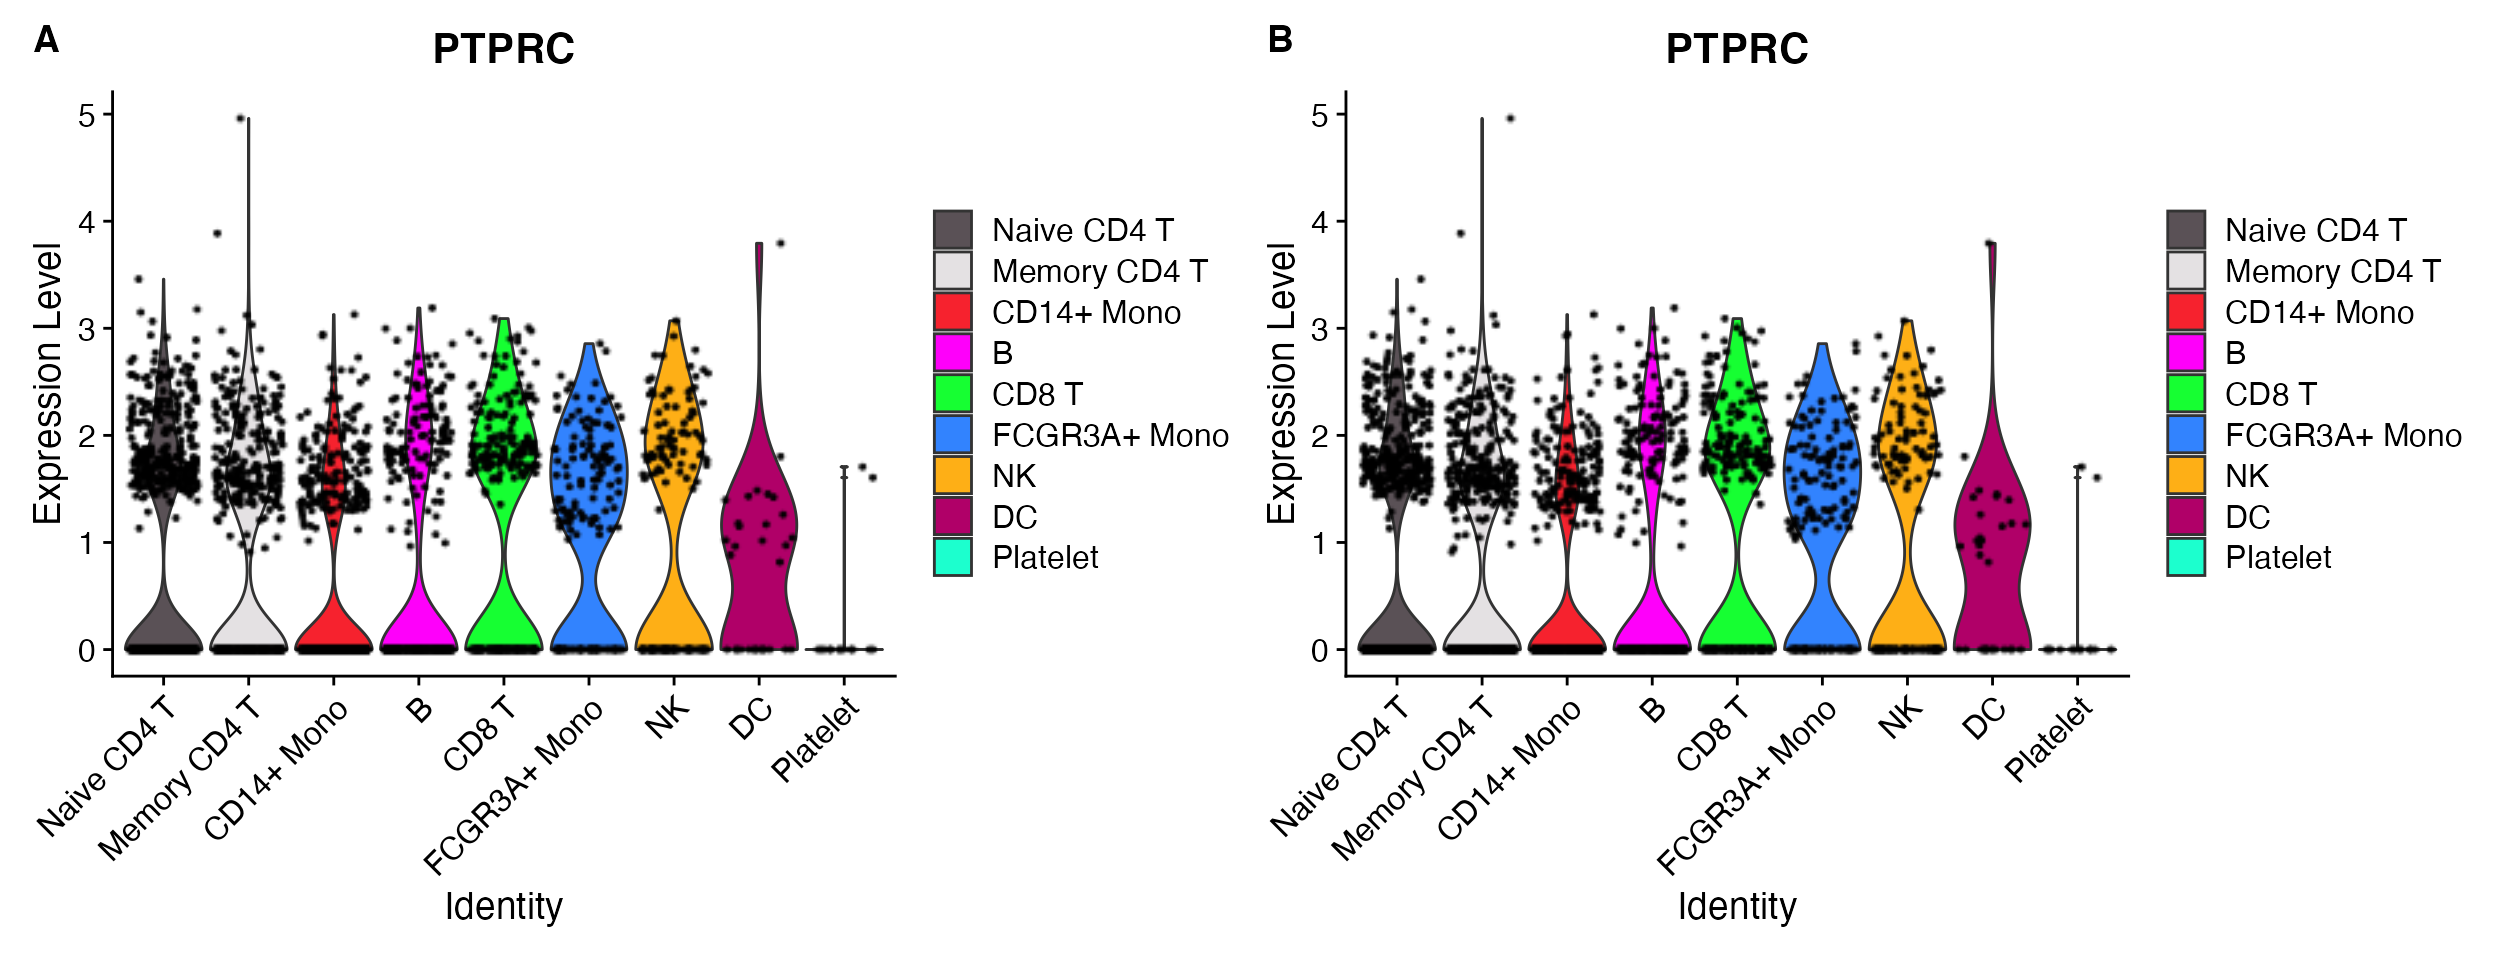 A
PTPRC
Expression Level
5
4
3
2
1
0
Naive CD4 T
Memory CD4 T
CD14+ Mono
B
CD8 T
FCGR3A+ Mono
NK
DC
Platelet
Identity
Naive CD4 T
Memory CD4 T
CD14+ Mono
B
CD8 T
FCGR3A+ Mono
NK
DC
Platelet
B
PTPRC
Expression Level
5
4
3
2
1
0
Naive CD4 T
Memory CD4 T
CD14+ Mono
B
CD8 T
FCGR3A+ Mono
NK
DC
Platelet
Identity
Naive CD4 T
Memory CD4 T
CD14+ Mono
B
CD8 T
FCGR3A+ Mono
NK
DC
Platelet